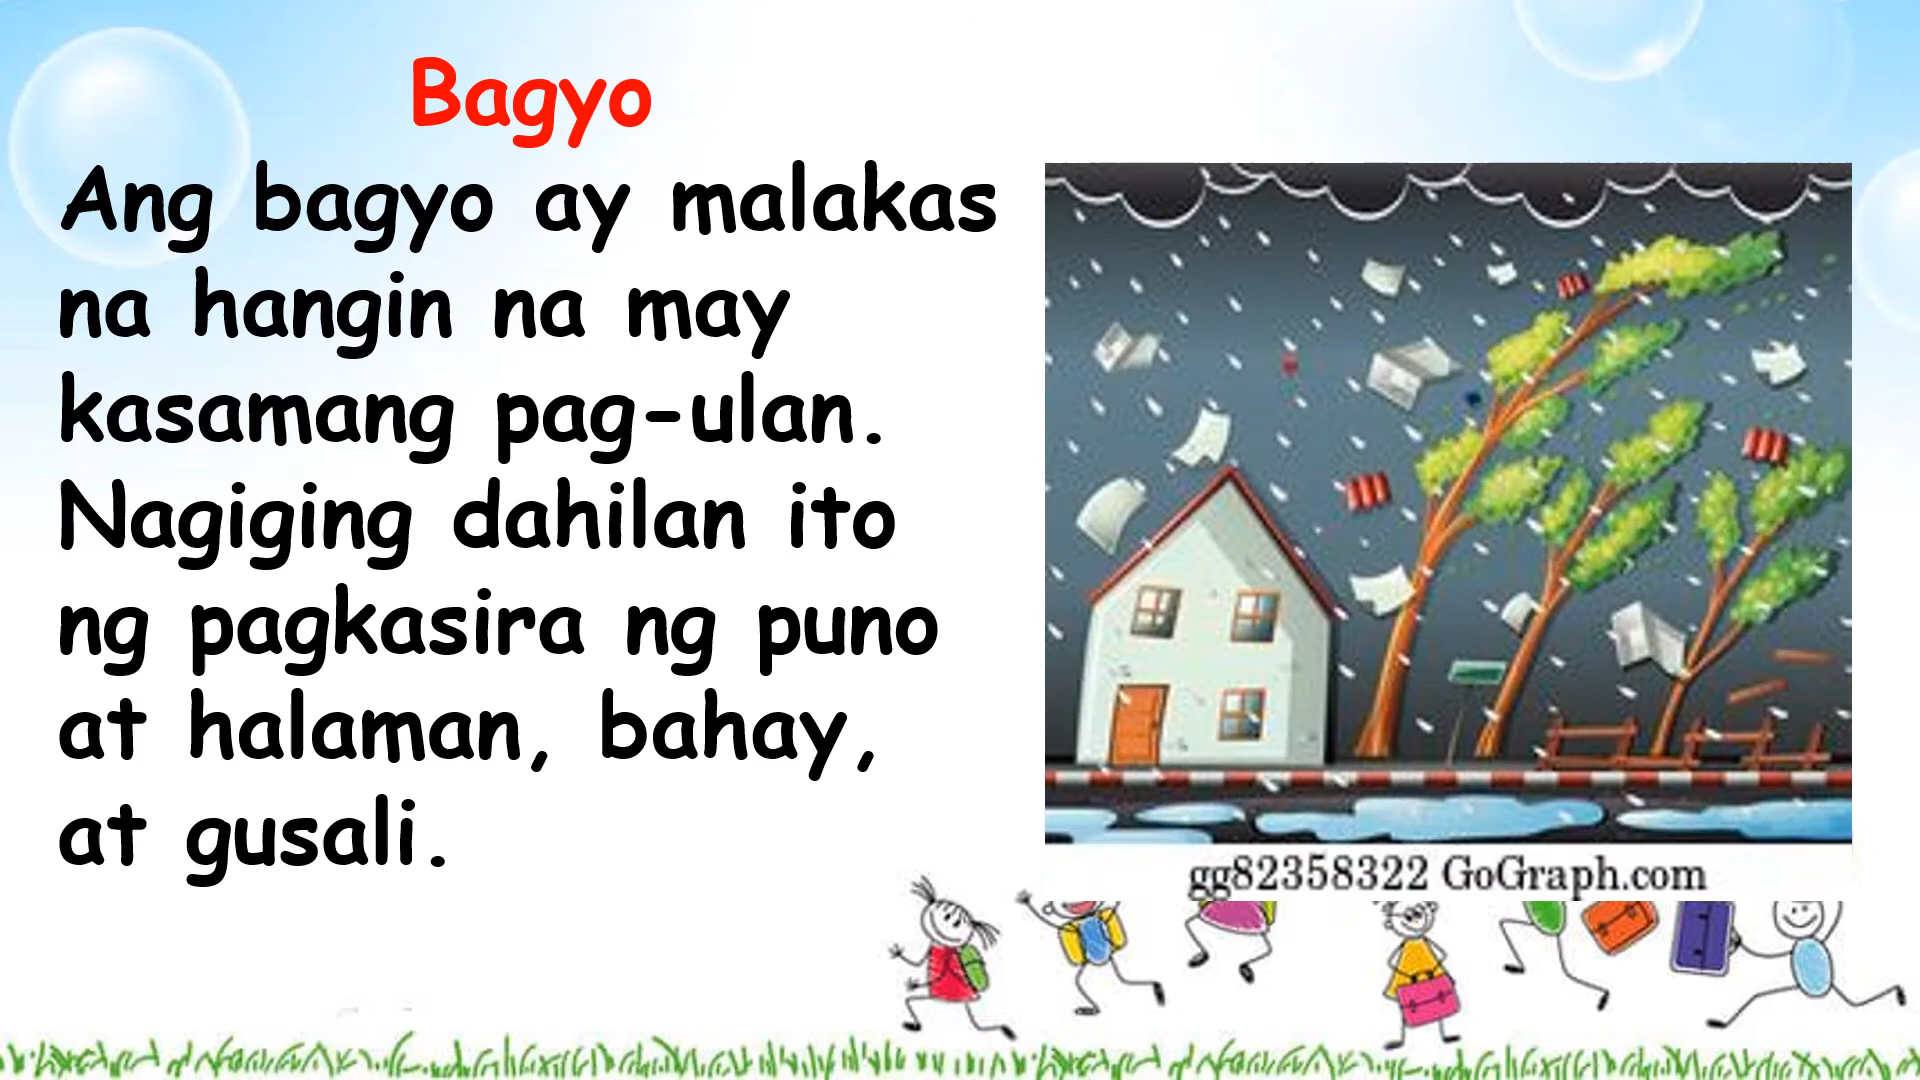 Bagyo
Ang bagyo ay malakas
na hangin na may
kasamang pag-ulan.
Nagiging dahilan ito
ng pagkasira ng puno
at halaman, bahay,
at gusali.
gg82358322 GoGraph.com